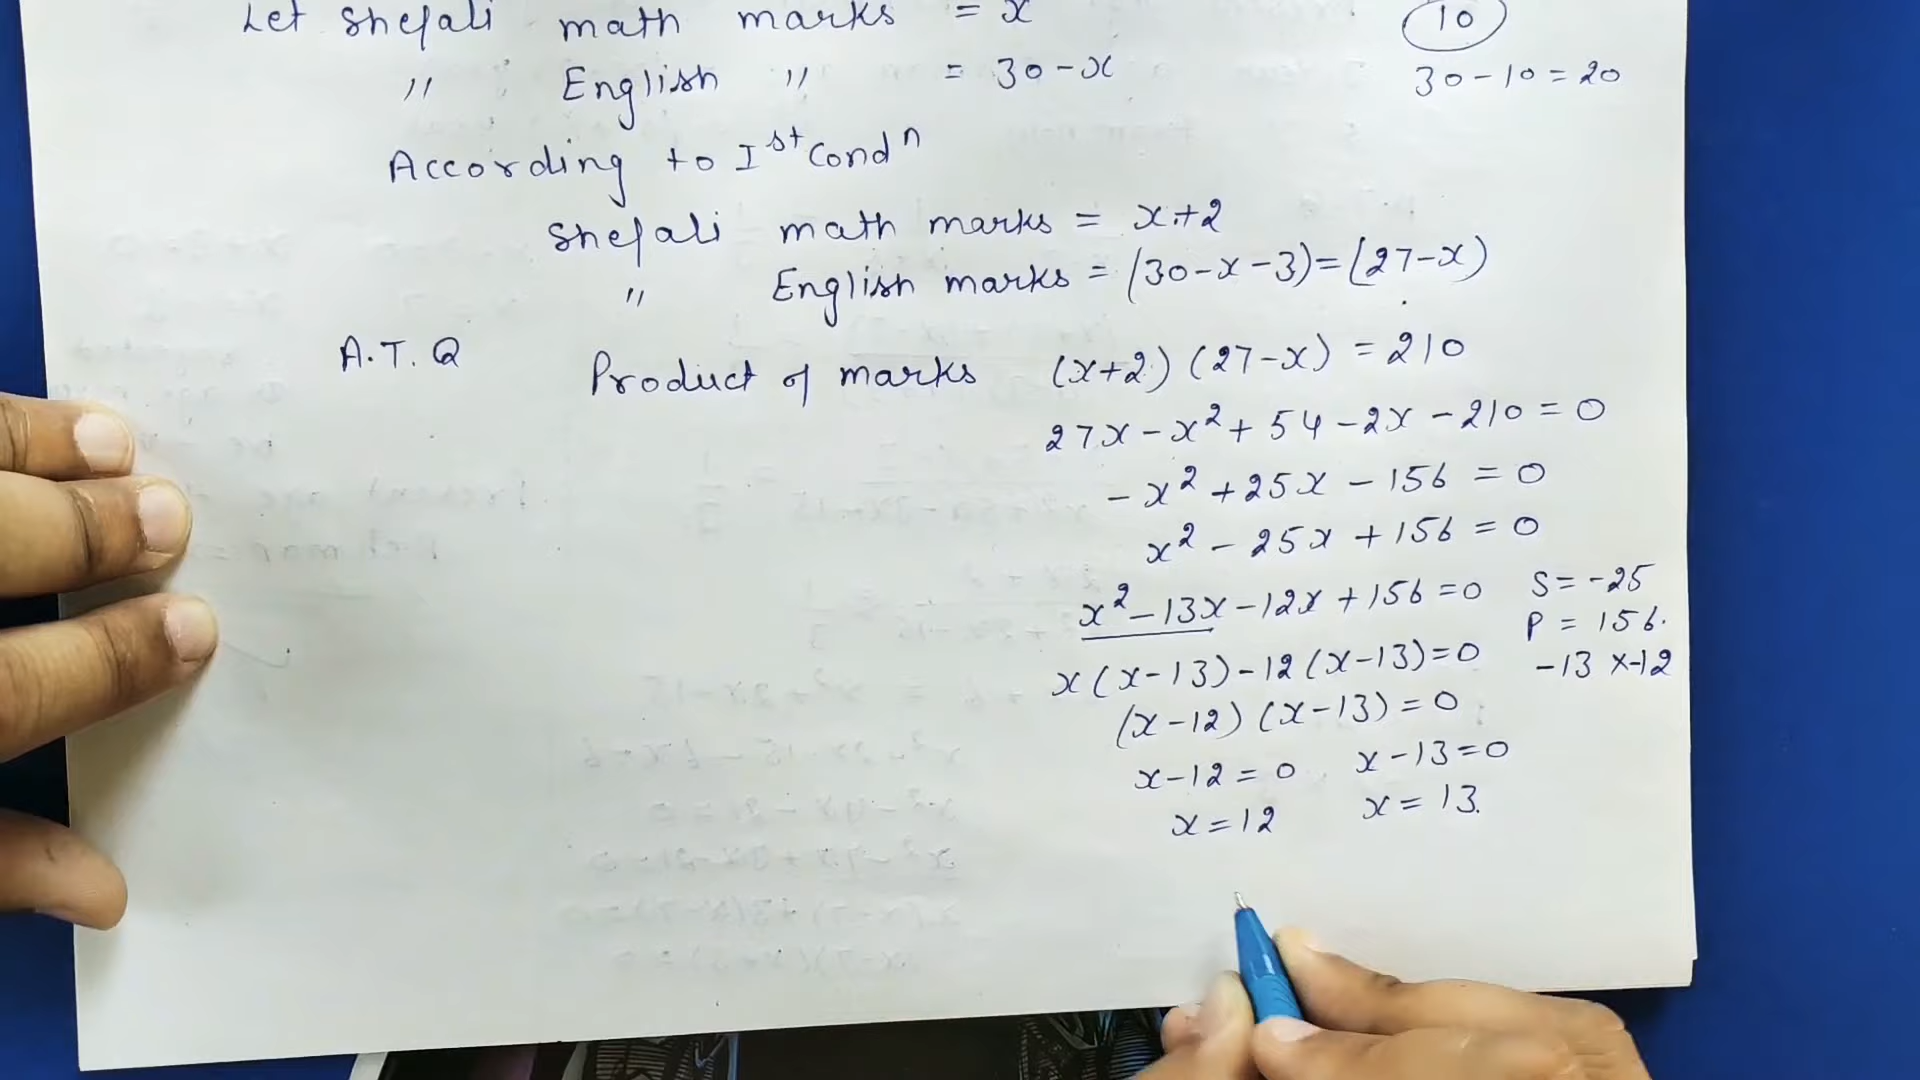 Let Shefali math marks = x
10
" English " = 30-x
30-10=20
According to Ist Condn
Shefali math marks = x+2
" English marks = (30-x-3)=(27-x)
A.T.Q Product of marks (x+2)(27-x) = 210
27x-x²+54-2x-210=0
-x²+25x-156=0
x²-25x+156=0
x²-13x-12x+156=0
S=-25
P=156.
x(x-13)-12(x-13)=0
-13x-12
(x-12)(x-13)=0
x-12=0 x-13=0
x=12 x=13.